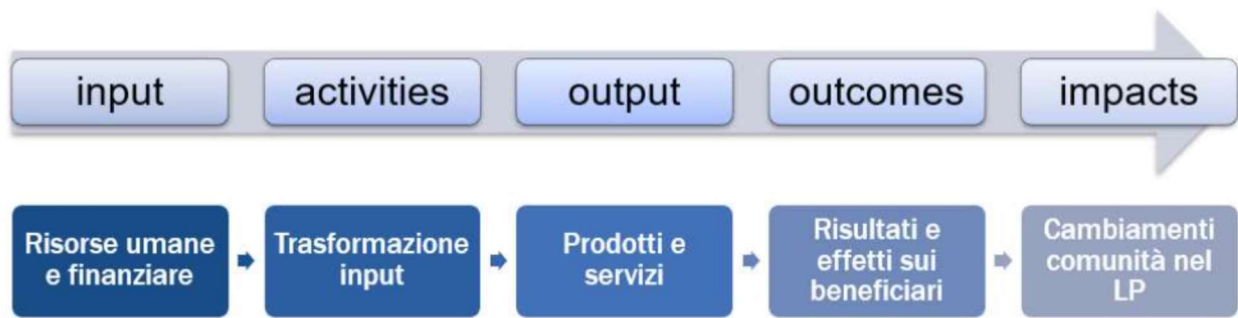 input
activities
output
outcomes
impacts
Risorse umane
e finanziare
Trasformazione
input
Prodotti e
servizi
Risultati e
effetti sui
beneficiari
Cambiamenti
comunità nel
LP